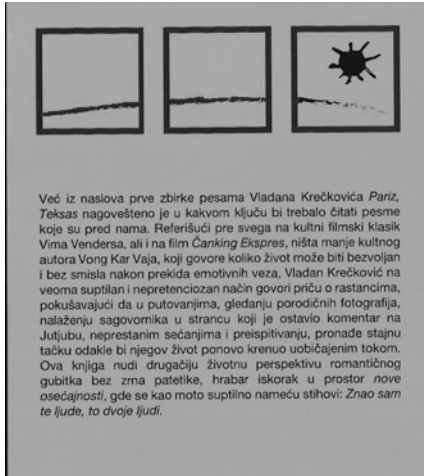 Već iz naslova prve zbirke pesama Vladana Krečkovića Pariz,
Teksas nagovešteno je u kakvom ključu bi trebalo čitati pesme
koje su pred nama. Referišući pre svega na kultni filmski klasik
Vima Vendersa, ali i na film Čanking Ekspres, ništa manje kultnog
autora Vong Kar Vaja, koji govore koliko život može biti bezvoljan
i bez smisla nakon prekida emotivnih veza, Vladan Krečković na
veoma suptilan i nepretenciozan način govori priču o rastancima,
pokušavajući da u putovanjima, gledanju porodičnih fotografija,
nalaženju sagovornika u strancu koji je ostavio komentar na
Jutjubu, neprestanim sećanjima i preispitivanju, pronađe stajnu
tačku odakle bi njegov život ponovo krenuo uobičajenim tokom.
Ova knjiga nudi drugačiju životnu perspektivu romantičnog
gubitka bez zrna patetike, hrabar iskorak u prostor nove
osećajnosti, gde se kao moto suptilno nameću stihovi: Znao sam
te ljude, to dvoje ljudi.